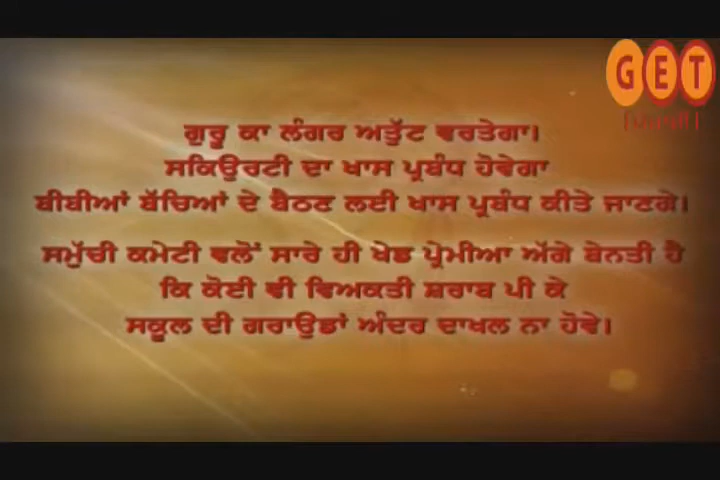 GET
ਪੰਜਾਬੀ
ਗੁਰੂ ਕਾ ਲੰਗਰ ਅਤੁੱਟ ਵਰਤੇਗਾ।
ਸਕਿਉਰਟੀ ਦਾ ਖਾਸ ਪ੍ਰਬੰਧ ਹੋਵੇਗਾ
ਬੀਬੀਆਂ ਬੱਚਿਆਂ ਦੇ ਬੈਠਣ ਲਈ ਖਾਸ ਪ੍ਰਬੰਧ ਕੀਤੇ ਜਾਣਗੇ।
ਸਮੁੱਚੀ ਕਮੇਟੀ ਵਲੋਂ ਸਾਰੇ ਹੀ ਖੇਡ ਪ੍ਰੇਮੀਆ ਅੱਗੇ ਬੇਨਤੀ ਹੈ
ਕਿ ਕੋਈ ਵੀ ਵਿਅਕਤੀ ਸ਼ਰਾਬ ਪੀ ਕੇ
ਸਕੂਲ ਦੀ ਗਰਾਉਡਾਂ ਅੰਦਰ ਦਾਖਲ ਨਾ ਹੋਵੇ।